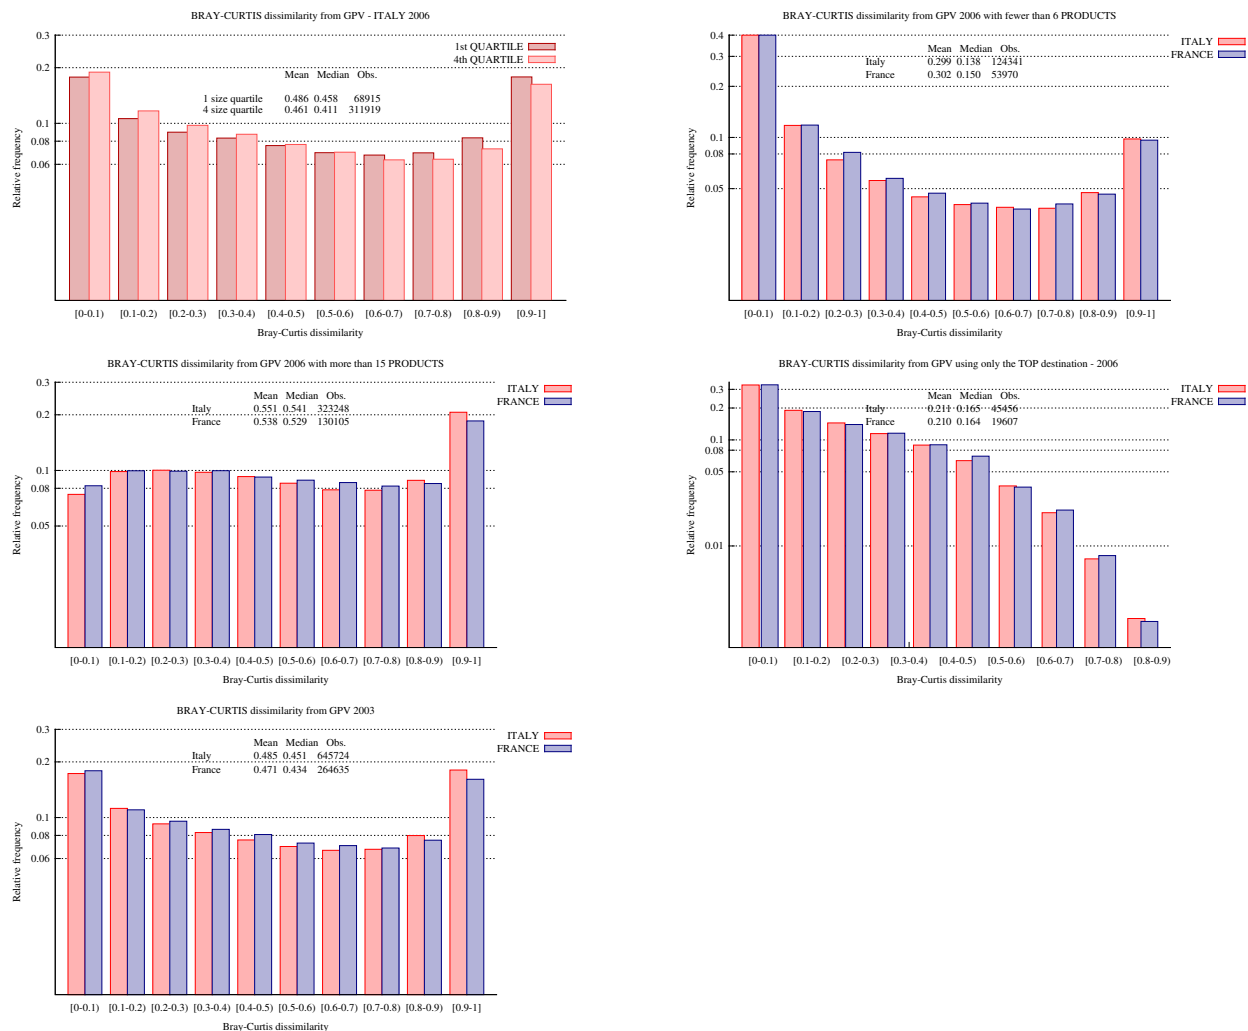 BRAY-CURTIS dissimilarity from GPV - ITALY 2006
0.3
1st QUARTILE
4th QUARTILE
0.2
Mean Median Obs.
1 size quartile 0.486 0.458 68915
4 size quartile 0.461 0.411 311919
0.1
0.08
0.06
Relative frequency
[0-0.1) [0.1-0.2) [0.2-0.3) [0.3-0.4) [0.4-0.5) [0.5-0.6) [0.6-0.7) [0.7-0.8) [0.8-0.9) [0.9-1]
Bray-Curtis dissimilarity
BRAY-CURTIS dissimilarity from GPV 2006 with fewer than 6 PRODUCTS
0.4
ITALY
FRANCE
0.3
Mean Median Obs.
Italy 0.299 0.138 124341
France 0.302 0.150 53970
0.2
0.1
0.08
0.05
Relative frequency
[0-0.1) [0.1-0.2) [0.2-0.3) [0.3-0.4) [0.4-0.5) [0.5-0.6) [0.6-0.7) [0.7-0.8) [0.8-0.9) [0.9-1]
Bray-Curtis dissimilarity
BRAY-CURTIS dissimilarity from GPV 2006 with more than 15 PRODUCTS
0.3
ITALY
FRANCE
Mean Median Obs.
Italy 0.551 0.541 323248
France 0.538 0.529 130105
0.2
0.1
0.08
0.05
Relative frequency
[0-0.1) [0.1-0.2) [0.2-0.3) [0.3-0.4) [0.4-0.5) [0.5-0.6) [0.6-0.7) [0.7-0.8) [0.8-0.9) [0.9-1]
Bray-Curtis dissimilarity
BRAY-CURTIS dissimilarity from GPV using only the TOP destination - 2006
0.3
ITALY
FRANCE
Mean Median Obs.
Italy 0.211 0.165 45456
France 0.210 0.164 19607
0.2
0.1
0.05
0.01
Relative frequency
[0-0.1) [0.1-0.2) [0.2-0.3) [0.3-0.4) [0.4-0.5) [0.5-0.6) [0.6-0.7) [0.7-0.8) [0.8-0.9)
Bray-Curtis dissimilarity
BRAY-CURTIS dissimilarity from GPV 2003
0.3
ITALY
FRANCE
Mean Median Obs.
Italy 0.485 0.451 645724
France 0.471 0.434 264635
0.2
0.1
0.08
0.06
Relative frequency
[0-0.1) [0.1-0.2) [0.2-0.3) [0.3-0.4) [0.4-0.5) [0.5-0.6) [0.6-0.7) [0.7-0.8) [0.8-0.9) [0.9-1]
Bray-Curtis dissimilarity